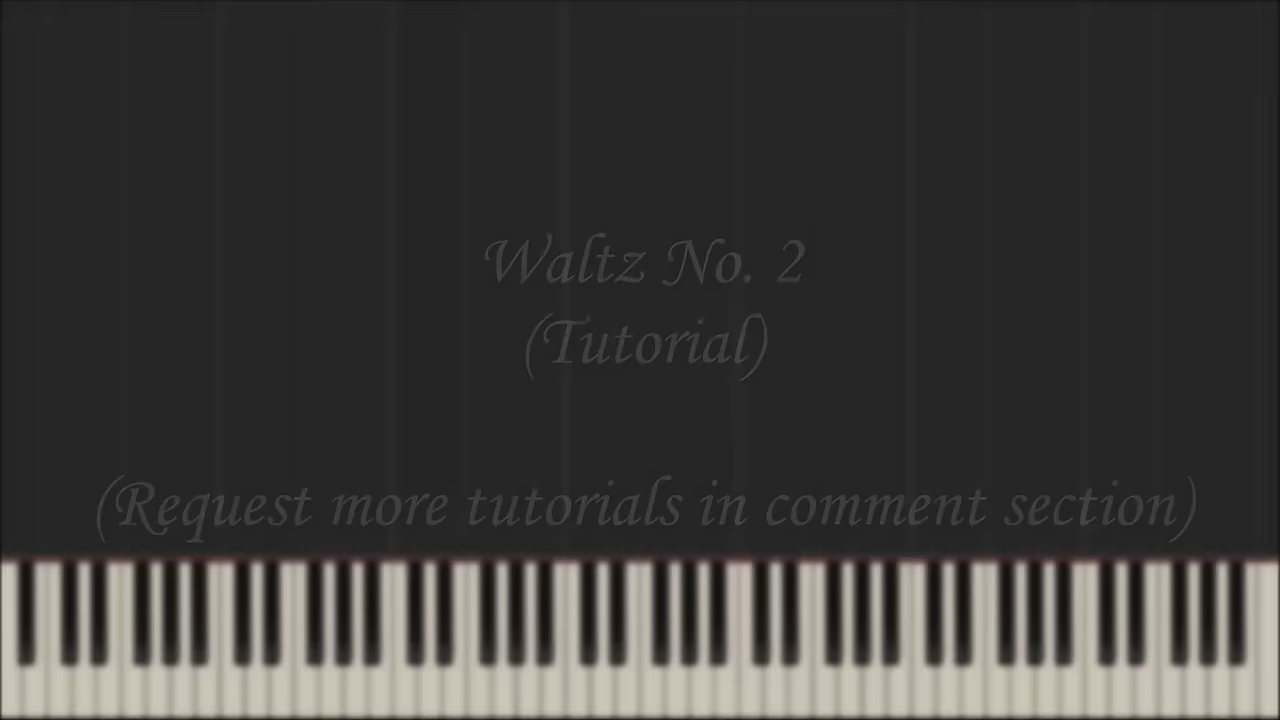 Waltz No. 2
(Tutorial)
(Request more tutorials in comment section)